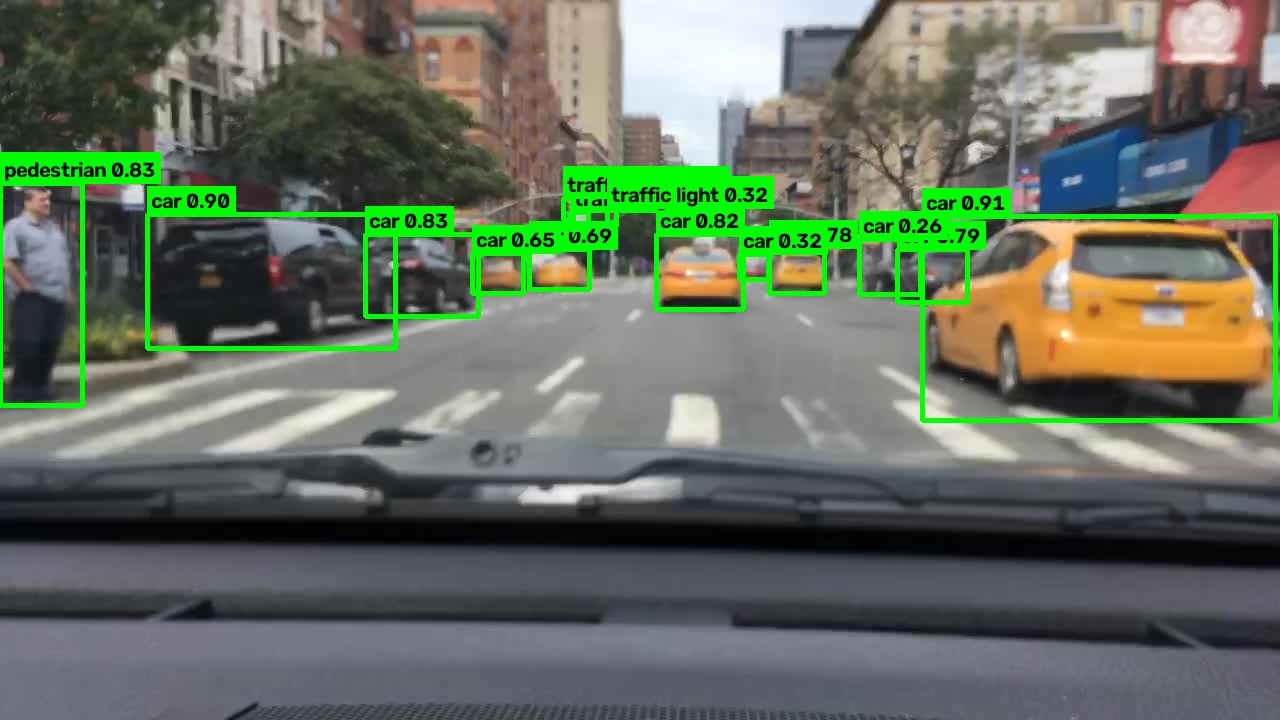 pedestrian 0.83
car 0.90
car 0.83
car 0.65
0.69
traffic light 0.32
car 0.82
car 0.32
78
car 0.26
.79
car 0.91